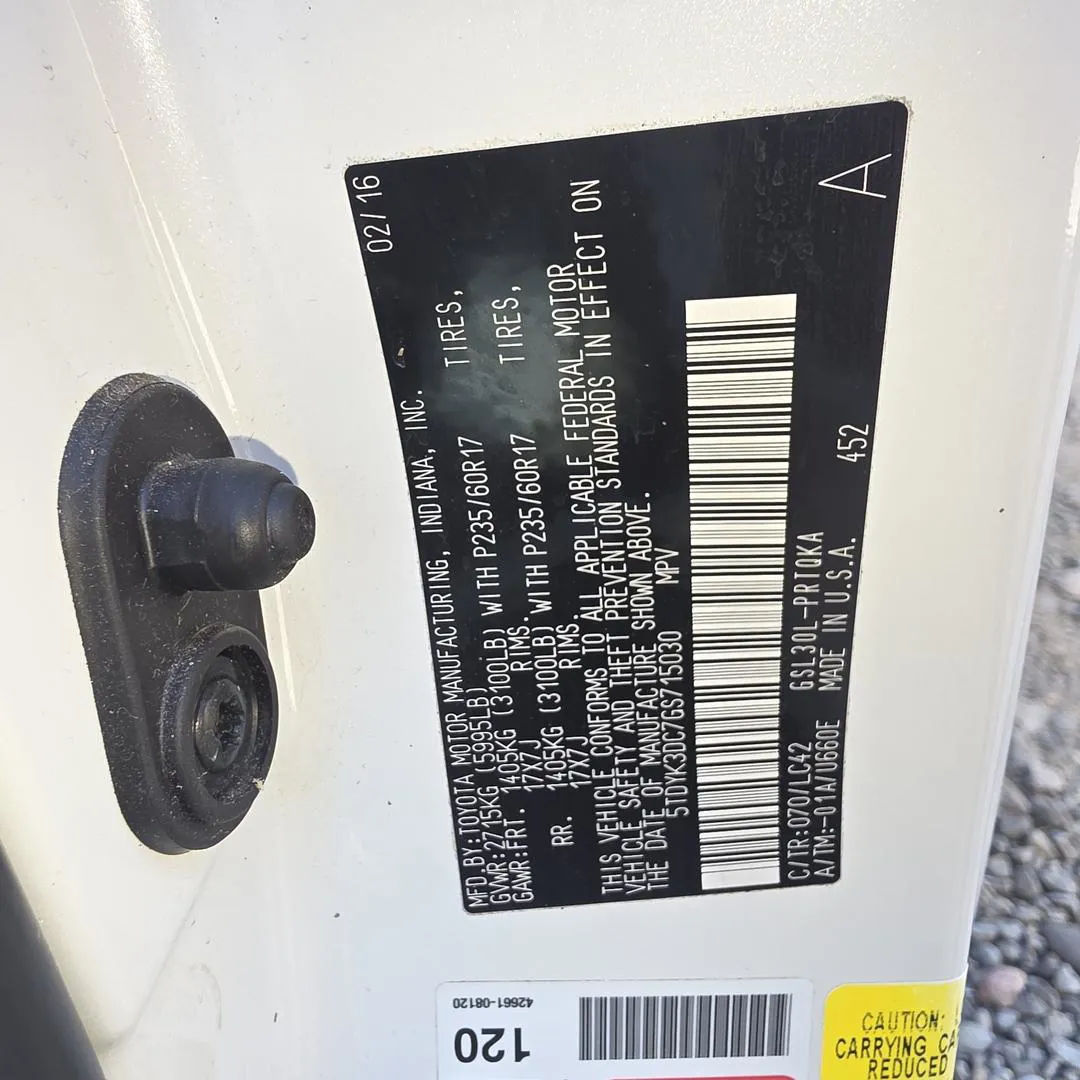 02/16
MFD.BY:TOYOTA MOTOR MANUFACTURING, INDIANA, INC.
GVWR:2715KG (5995LB)
GAWR:FRT. 1405KG (3100LB) WITH P235/60R17 TIRES,
17X7J RIMS.
RR. 1405KG (3100LB) WITH P235/60R17 TIRES,
17X7J RIMS.
THIS VEHICLE CONFORMS TO ALL APPLICABLE FEDERAL MOTOR
VEHICLE SAFETY AND THEFT PREVENTION STANDARDS IN EFFECT ON
THE DATE OF MANUFACTURE SHOWN ABOVE.
5TDYK3DC7GS715030 MPV
C/TR:070/LC42 GSL30L-PRTQKA 452
A/TM:-01A/U660E MADE IN U.S.A.
A
42661-08120
120
CAUTION:
CARRYING
REDUCED